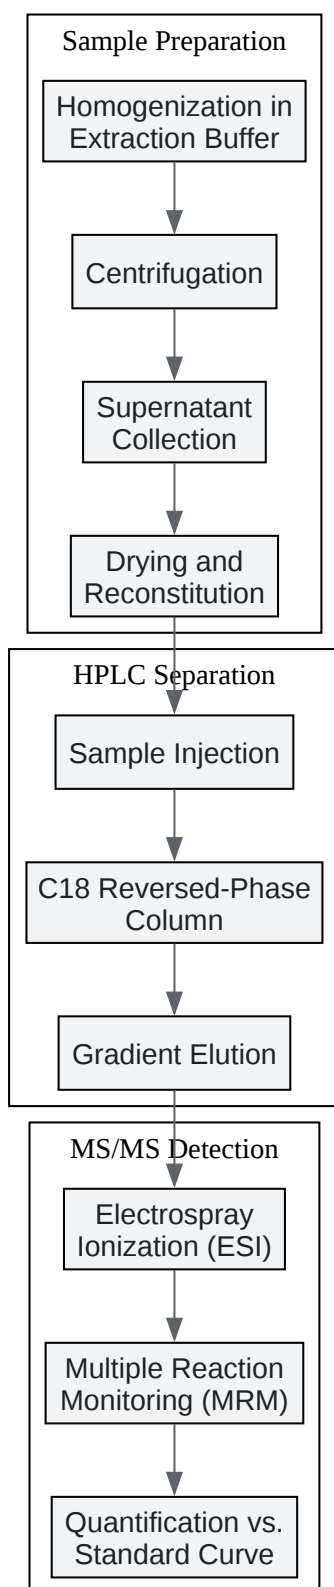 Sample Preparation
Homogenization in
Extraction Buffer
Centrifugation
Supernatant
Collection
Drying and
Reconstitution
HPLC Separation
Sample Injection
C18 Reversed-Phase
Column
Gradient Elution
MS/MS Detection
Electrospray
Ionization (ESI)
Multiple Reaction
Monitoring (MRM)
Quantification vs.
Standard Curve